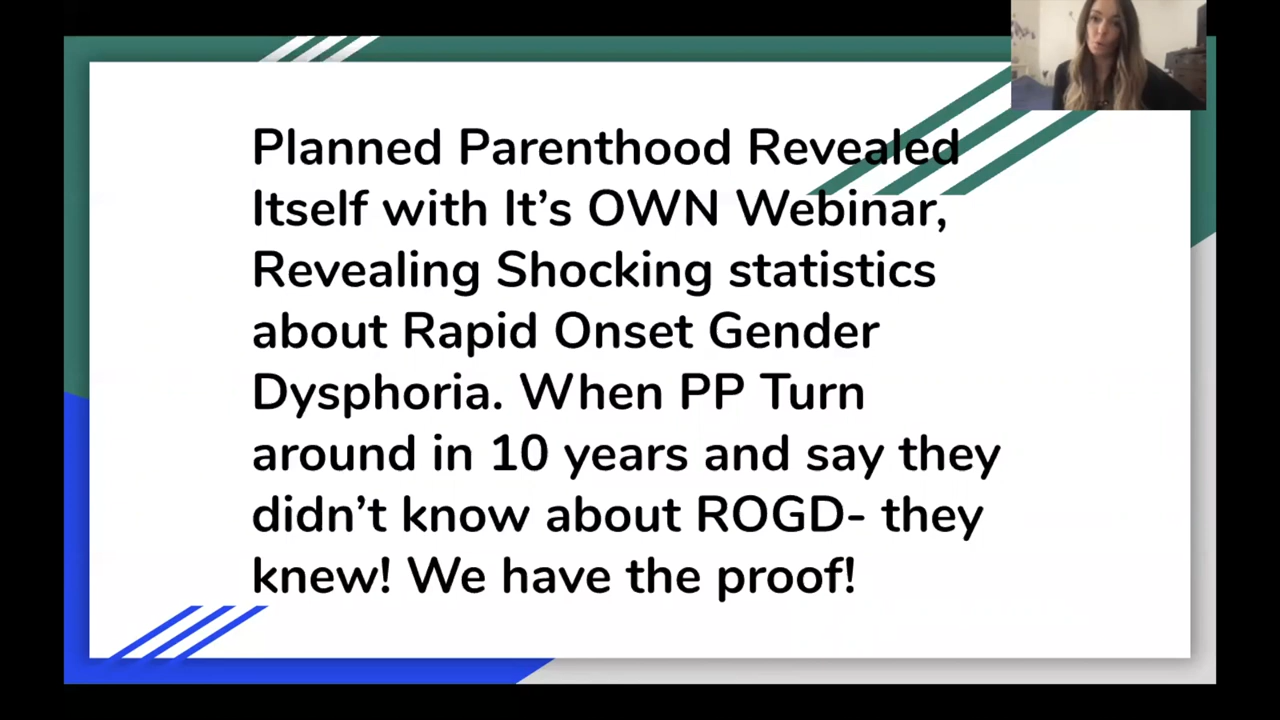 Planned Parenthood Revealed
Itself with It’s OWN Webinar,
Revealing Shocking statistics
about Rapid Onset Gender
Dysphoria. When PP Turn
around in 10 years and say they
didn’t know about ROGD- they
knew! We have the proof!